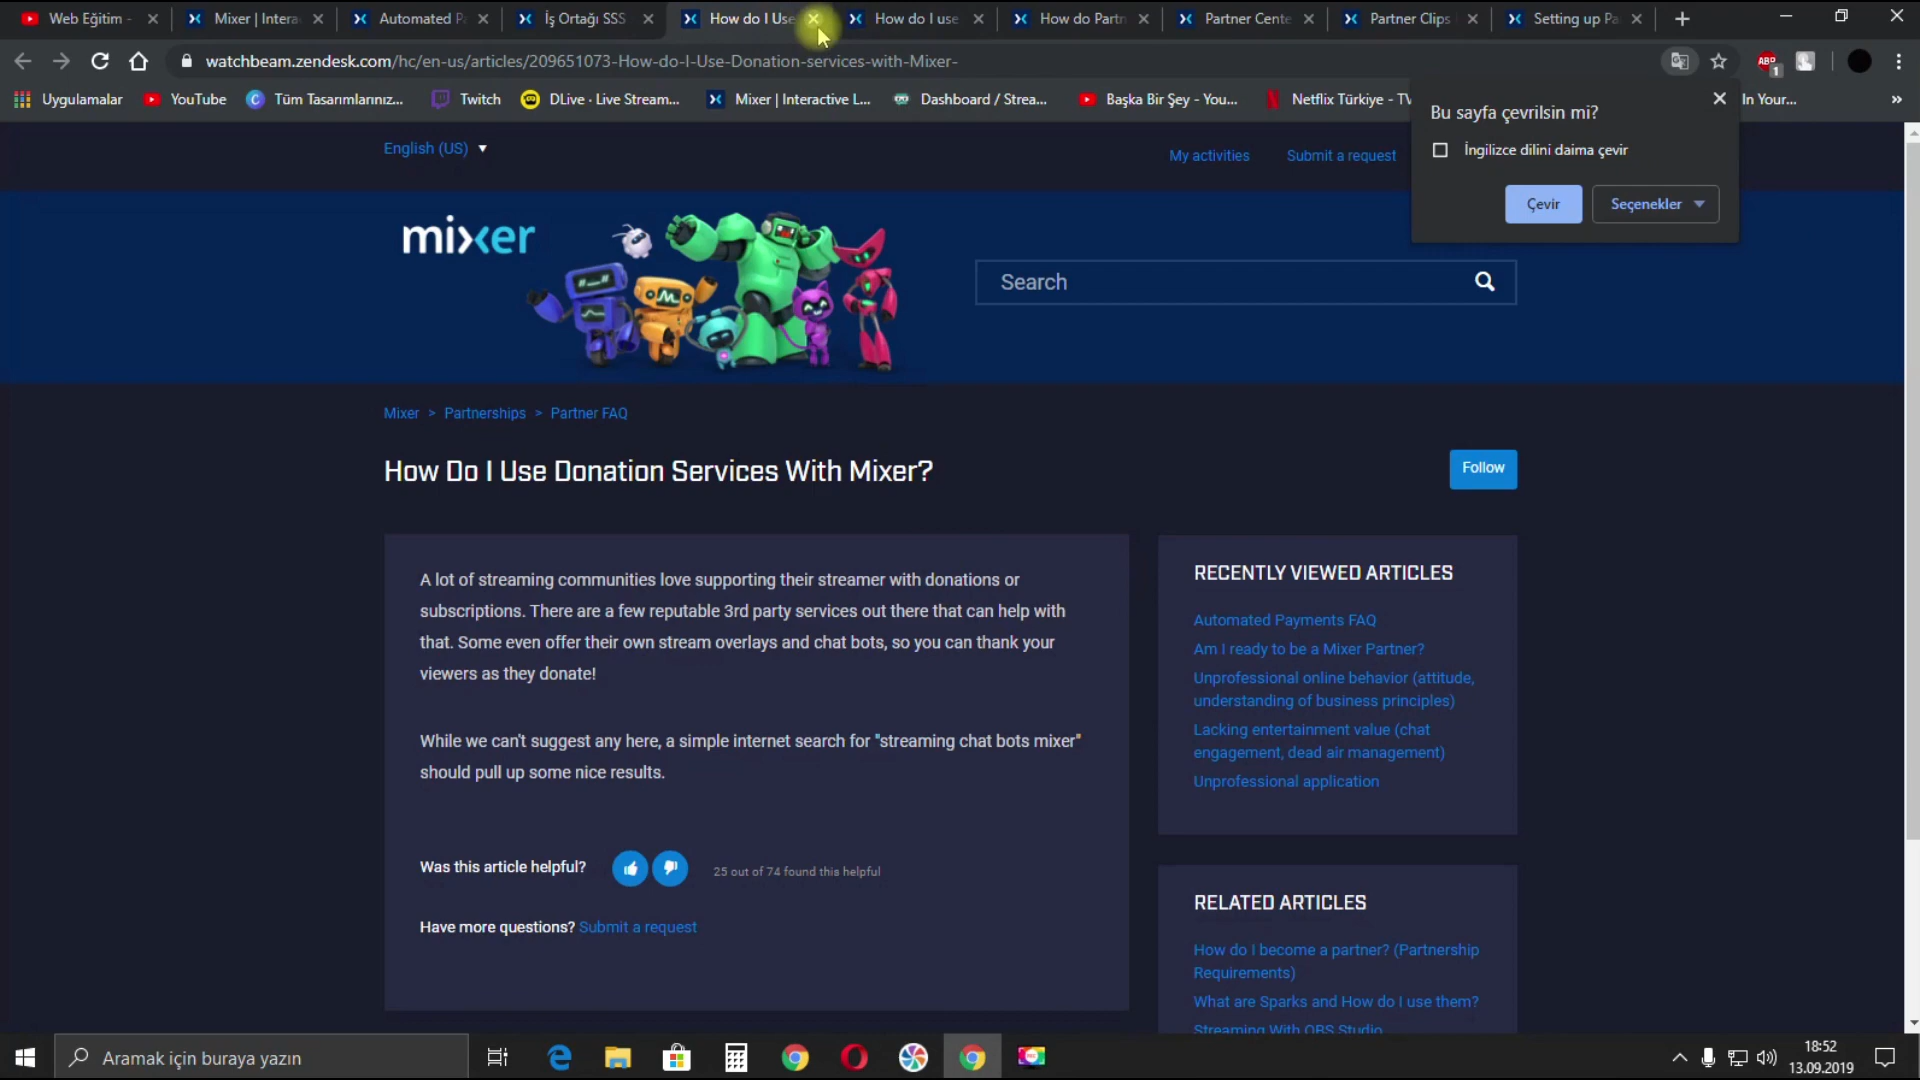 Web Eğitim -
Mixer | Intera
Automated Pa
İş Ortağı SSS
How do I Use
How do I use
How do Partn
Partner Cente
Partner Clips
Setting up Pa
watchbeam.zendesk.com/hc/en-us/articles/209651073-How-do-I-Use-Donation-services-with-Mixer-
ABP
1
Uygulamalar
YouTube
Tüm Tasarımlarınız...
Twitch
DLive · Live Stream...
Mixer | Interactive L...
Dashboard / Strea...
Başka Bir Şey - You...
Netflix Türkiye - TV
In Your...
»
Bu sayfa çevrilsin mi?
İngilizce dilini daima çevir
Çevir
Seçenekler
English (US)
My activities
Submit a request
mixer
Search
Mixer > Partnerships > Partner FAQ
How Do I Use Donation Services With Mixer?
Follow
A lot of streaming communities love supporting their streamer with donations or
subscriptions. There are a few reputable 3rd party services out there that can help with
that. Some even offer their own stream overlays and chat bots, so you can thank your
viewers as they donate!
While we can't suggest any here, a simple internet search for "streaming chat bots mixer"
should pull up some nice results.
Was this article helpful?
25 out of 74 found this helpful
Have more questions? Submit a request
RECENTLY VIEWED ARTICLES
Automated Payments FAQ
Am I ready to be a Mixer Partner?
Unprofessional online behavior (attitude,
understanding of business principles)
Lacking entertainment value (chat
engagement, dead air management)
Unprofessional application
RELATED ARTICLES
How do I become a partner? (Partnership
Requirements)
What are Sparks and How do I use them?
Streaming With OBS Studio
Aramak için buraya yazın
18:52
13.09.2019